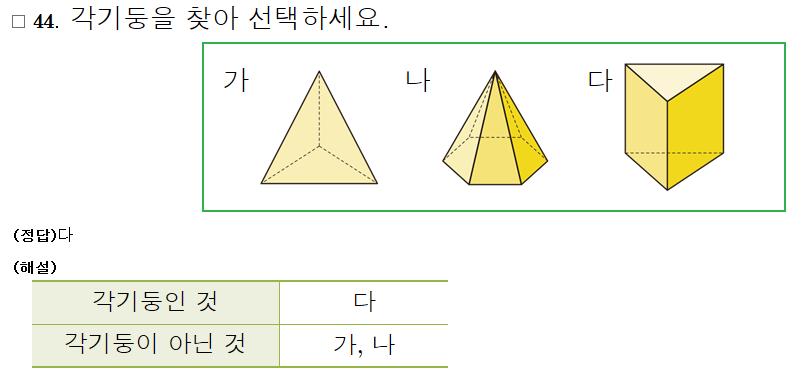 □ 44. 각기둥을 찾아 선택하세요.
가 나 다
(정답)다
(해설)
각기둥인 것 다
각기둥이 아닌 것 가, 나